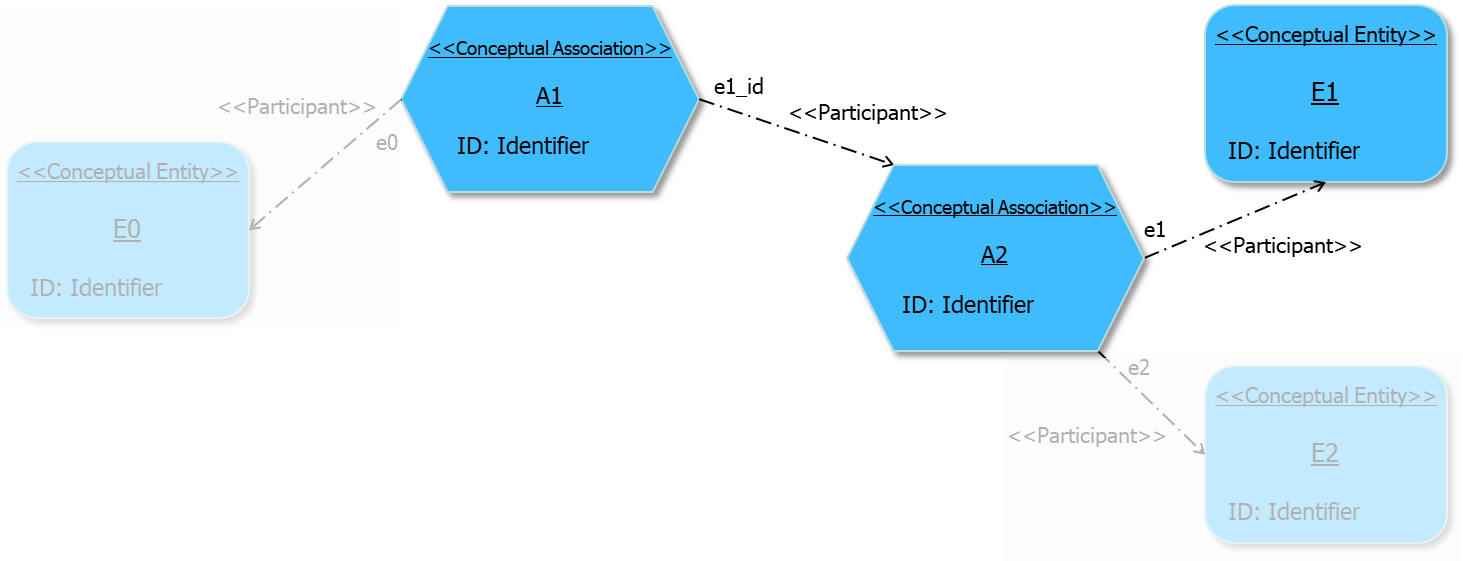 <<Conceptual Association>>
A1
ID: Identifier
<<Participant>>
e0
<<Conceptual Entity>>
E0
ID: Identifier
e1_id
<<Participant>>
<<Conceptual Association>>
A2
ID: Identifier
<<Conceptual Entity>>
E1
ID: Identifier
e1
<<Participant>>
e2
<<Participant>>
<<Conceptual Entity>>
E2
ID: Identifier